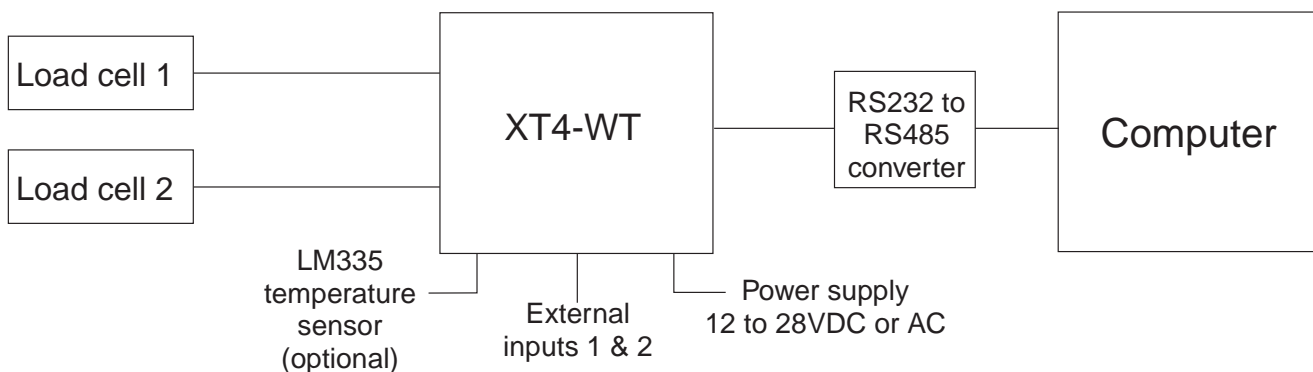 Load cell 1
Load cell 2
XT4-WT
RS232 to
RS485
converter
Computer
LM335
temperature
sensor
(optional)
External
inputs 1 & 2
Power supply
12 to 28VDC or AC